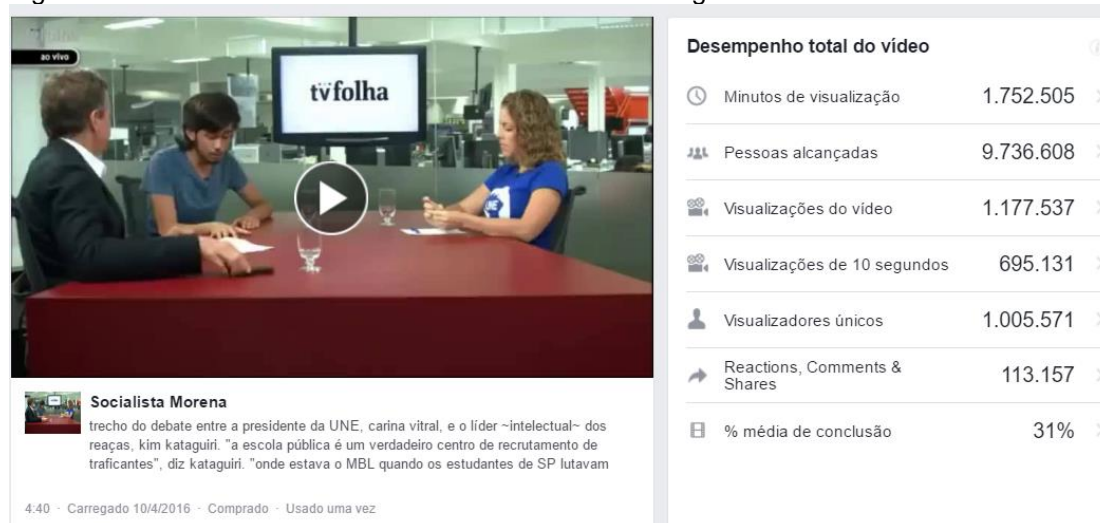 ao vivo
tvfolha
UNE
Socialista Morena
trecho do debate entre a presidente da UNE, carina vitral, e o líder ~intelectual~ dos
reaças, kim kataguiri. "a escola pública é um verdadeiro centro de recrutamento de
traficantes", diz kataguiri. "onde estava o MBL quando os estudantes de SP lutavam
4:40 · Carregado 10/4/2016 · Comprado · Usado uma vez
Desempenho total do vídeo
Minutos de visualização 1.752.505
Pessoas alcançadas 9.736.608
Visualizações do vídeo 1.177.537
Visualizações de 10 segundos 695.131
Visualizadores únicos 1.005.571
Reactions, Comments &
Shares 113.157
% média de conclusão 31%